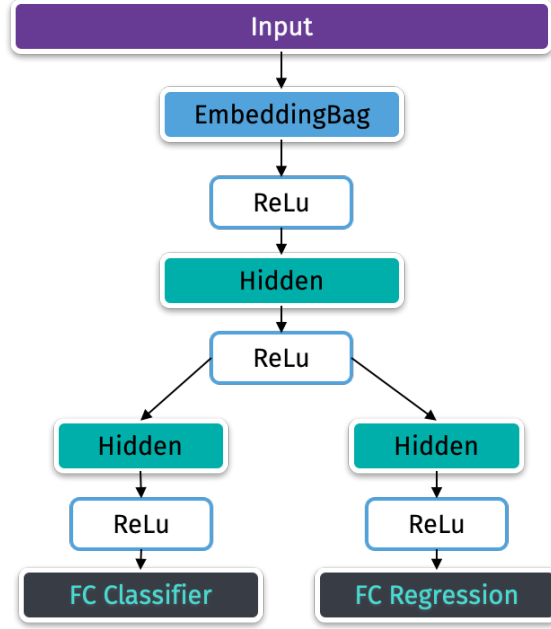 Input
EmbeddingBag
ReLu
Hidden
ReLu
Hidden
Hidden
ReLu
ReLu
FC Classifier
FC Regression